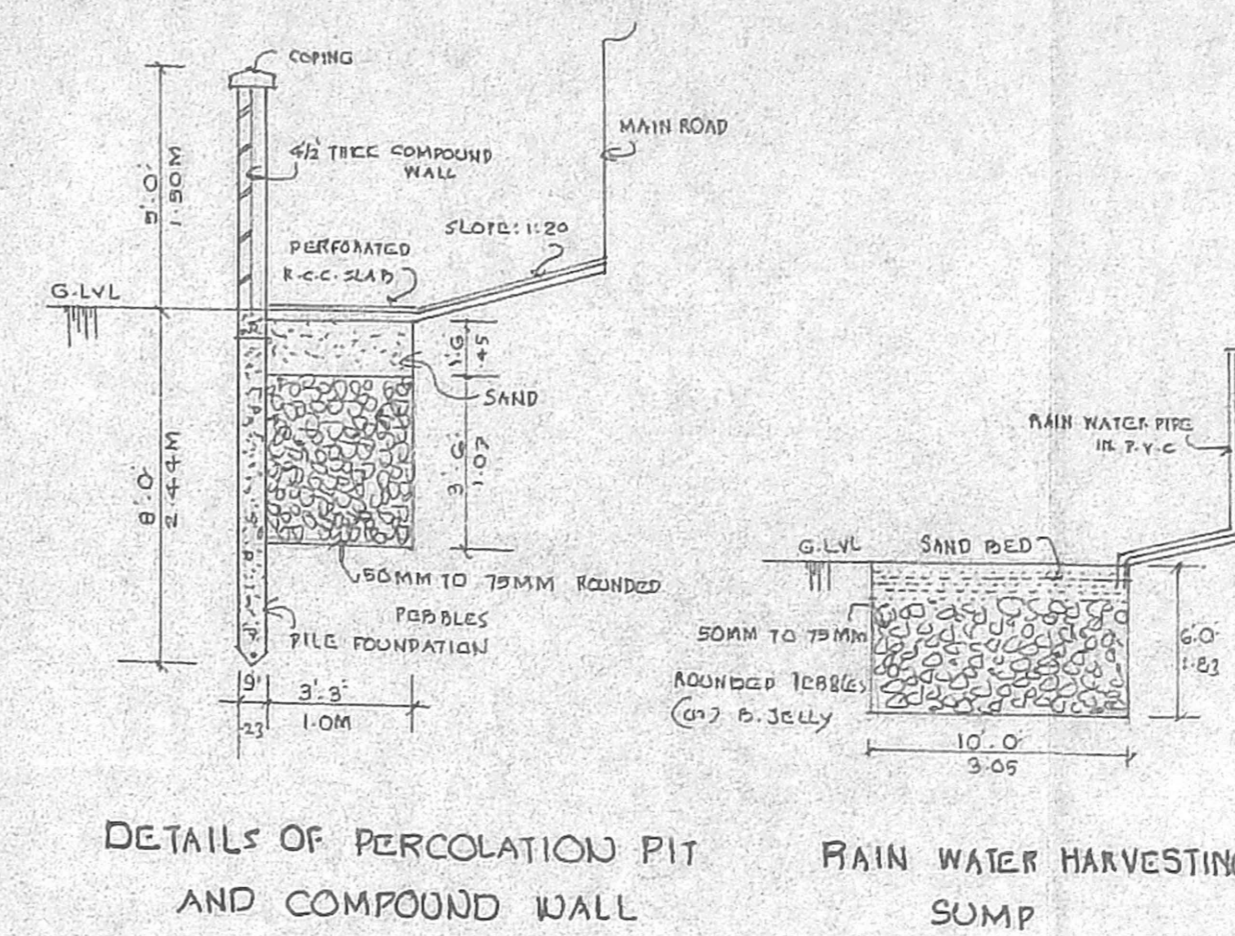 COPING
4½" THICK COMPOUND
WALL
MAIN ROAD
SLOPE: 1:20
PERFORATED
R.C.C. SLAB
G.LVL
5'.0"
1.50M
1'.6
.45
SAND
3'.6"
1.07
8'.0"
2.44M
50MM TO 75MM ROUNDED
PEBBLES
PILE FOUNDATION
9"
.23
3'.3"
1.0M
DETAILS OF PERCOLATION PIT
AND COMPOUND WALL
RAIN WATER PIPE
IN P.V.C
G.LVL
SAND BED
50MM TO 75MM
ROUNDED PEBBLES
(OR) B. JELLY
6.0
1.83
10'.0"
3.05
RAIN WATER HARVESTING
SUMP